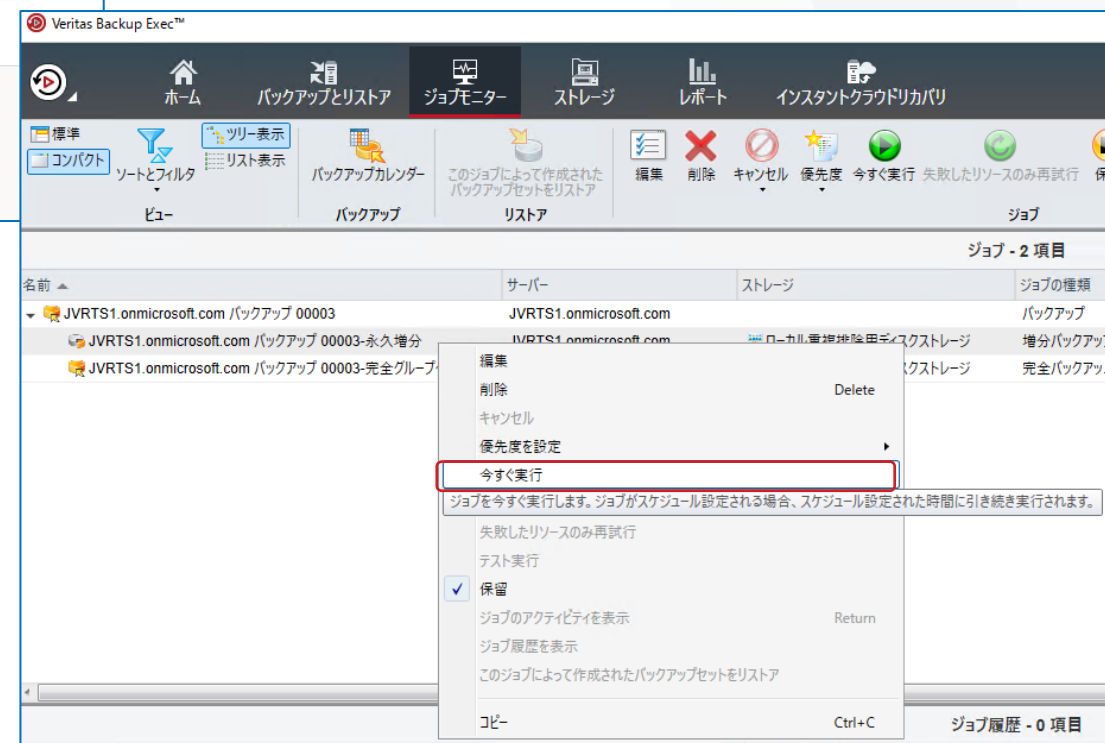 Veritas Backup Exec™
ホーム
バックアップとリストア
ジョブモニター
ストレージ
レポート
インスタントクラウドリカバリ
標準
コンパクト
ソートとフィルタ
ツリー表示
リスト表示
ビュー
バックアップカレンダー
バックアップ
このジョブによって作成された
バックアップセットをリストア
リストア
編集
削除
キャンセル
優先度
今すぐ実行
失敗したリソースのみ再試行
ジョブ
ジョブ - 2 項目
名前
サーバー
ストレージ
ジョブの種類
JVRTS1.onmicrosoft.com バックアップ 00003
JVRTS1.onmicrosoft.com
バックアップ
JVRTS1.onmicrosoft.com バックアップ 00003-永久増分
JVRTS1.onmicrosoft.com
ローカル重複排除用ディスクストレージ
増分バックアップ
JVRTS1.onmicrosoft.com バックアップ 00003-完全グループ
クストレージ
完全バックアッ...
編集
削除 Delete
キャンセル
優先度を設定
今すぐ実行
ジョブを今すぐ実行します。ジョブがスケジュール設定される場合、スケジュール設定された時間に引き続き実行されます。
失敗したリソースのみ再試行
テスト実行
保留
ジョブのアクティビティを表示 Return
ジョブ履歴を表示
このジョブによって作成されたバックアップセットをリストア
コピー Ctrl+C
ジョブ履歴 - 0 項目